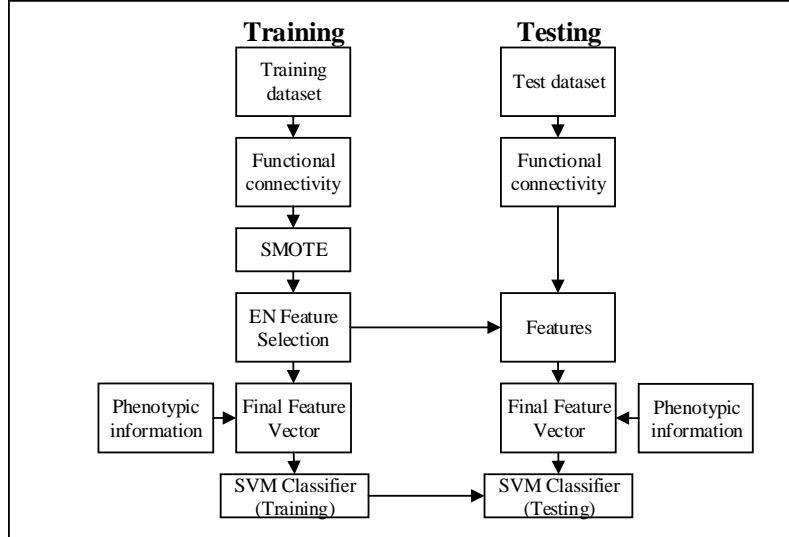 Training
Testing
Training
dataset
Test dataset
Functional
connectivity
Functional
connectivity
SMOTE
EN Feature
Selection
Features
Phenotypic
information
Final Feature
Vector
Final Feature
Vector
Phenotypic
information
SVM Classifier
(Training)
SVM Classifier
(Testing)